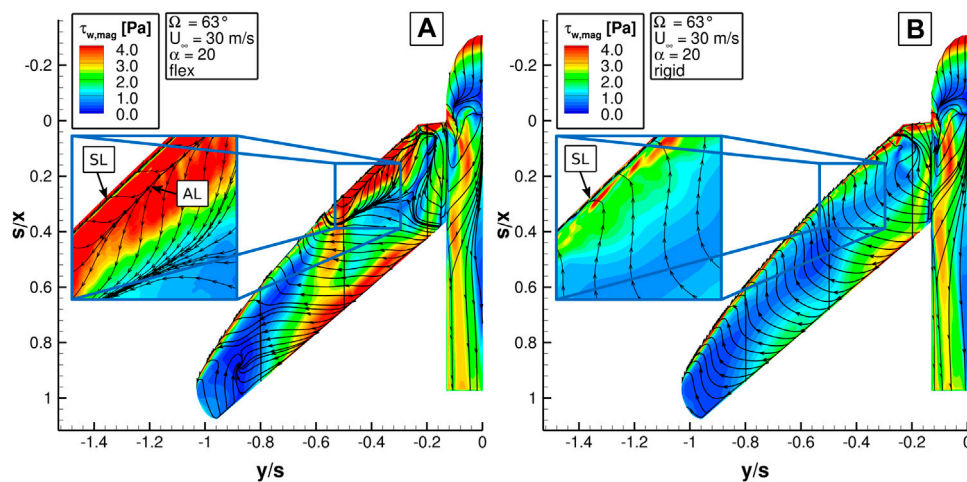 τw,mag [Pa]
4.0
3.0
2.0
1.0
0.0
Ω = 63°
U∞ = 30 m/s
α = 20
flex
A
SL
AL
-0.2
0
0.2
0.4
0.6
0.8
1
x/s
-1.4 -1.2 -1 -0.8 -0.6 -0.4 -0.2 0
y/s
τw,mag [Pa]
4.0
3.0
2.0
1.0
0.0
Ω = 63°
U∞ = 30 m/s
α = 20
rigid
B
SL
-0.2
0
0.2
0.4
0.6
0.8
1
x/s
-1.4 -1.2 -1 -0.8 -0.6 -0.4 -0.2 0
y/s